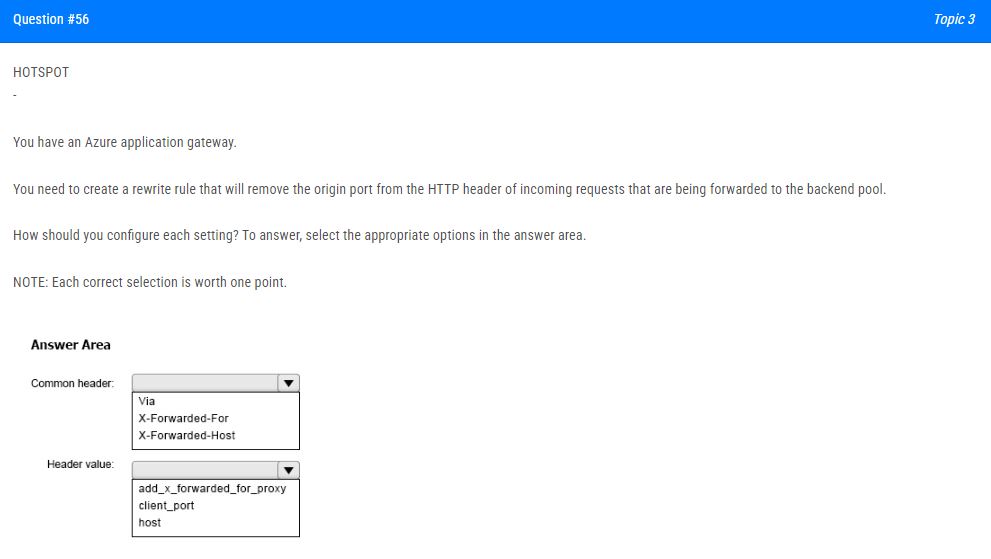 Question #56
Topic 3
HOTSPOT
-
You have an Azure application gateway.
You need to create a rewrite rule that will remove the origin port from the HTTP header of incoming requests that are being forwarded to the backend pool.
How should you configure each setting? To answer, select the appropriate options in the answer area.
NOTE: Each correct selection is worth one point.
Answer Area
Common header:
Via
X-Forwarded-For
X-Forwarded-Host
Header value:
add_x_forwarded_for_proxy
client_port
host